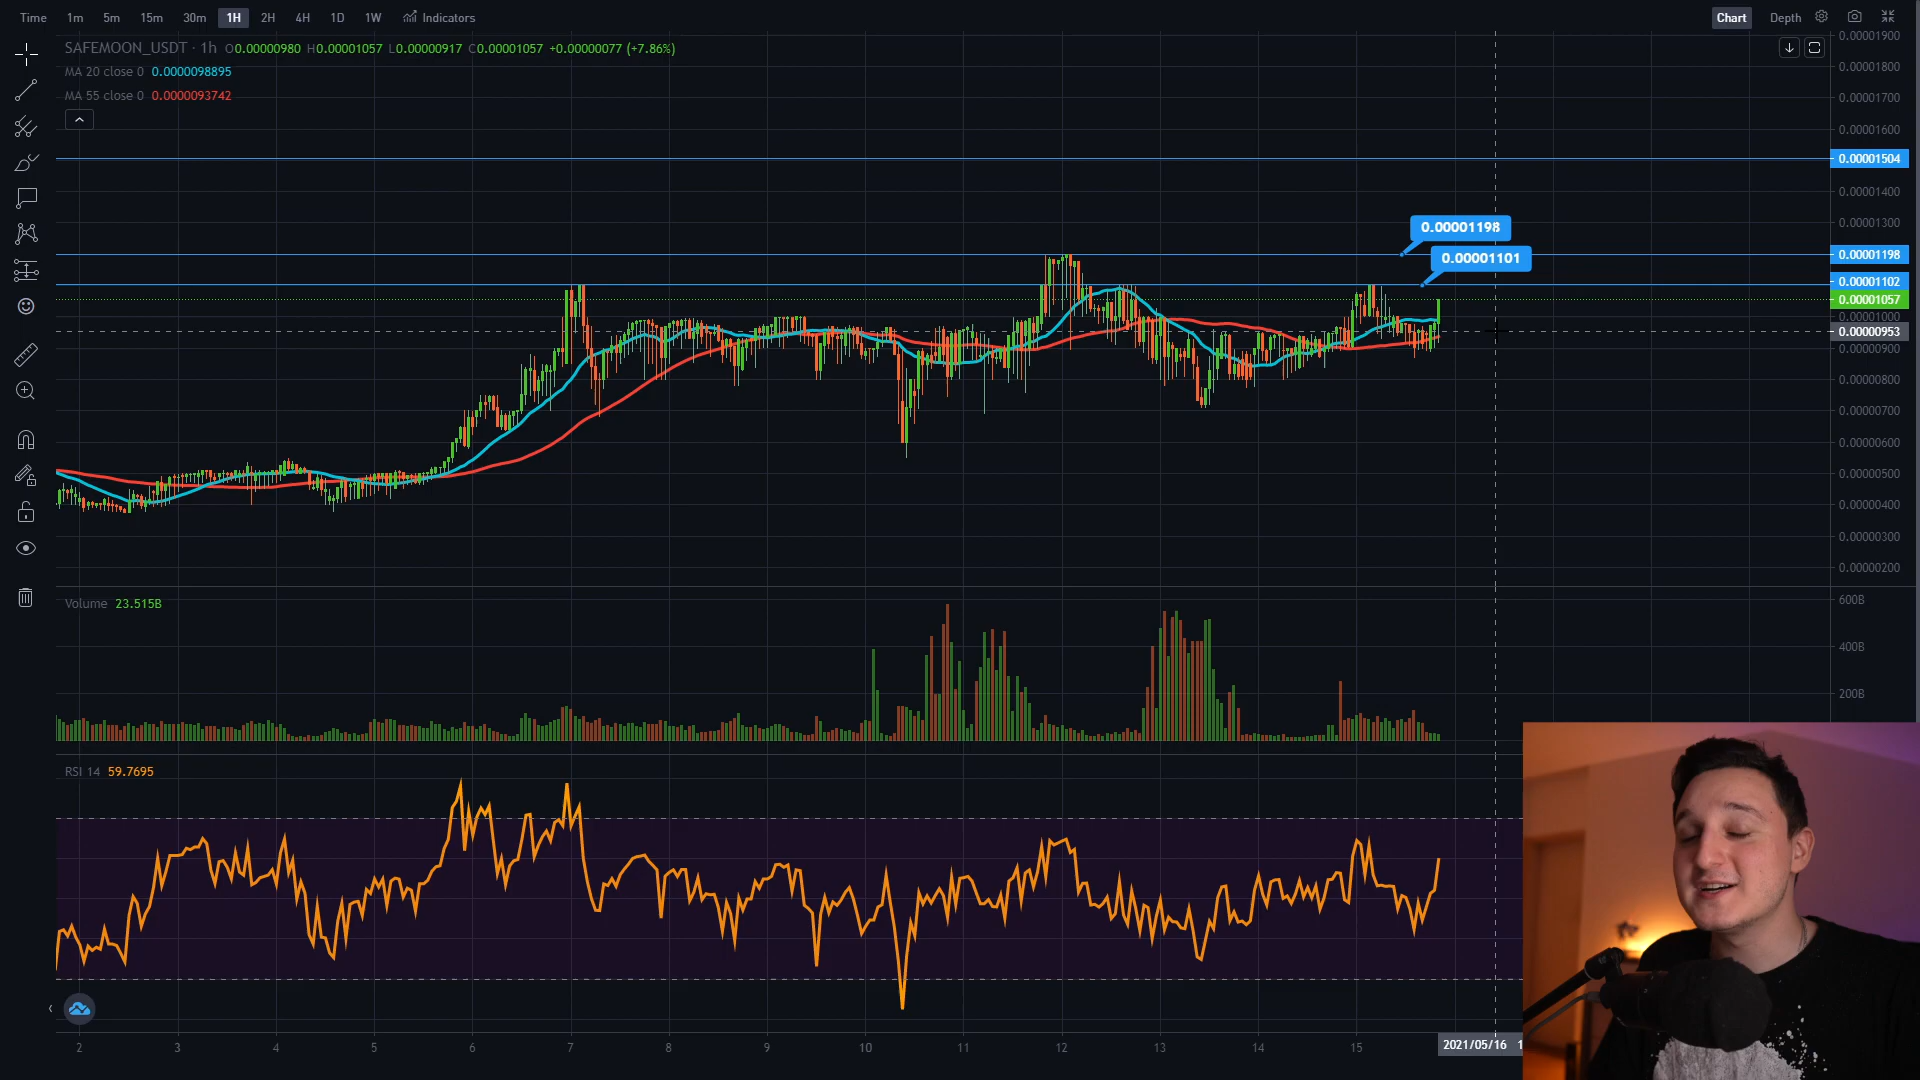 Time 1m 5m 15m 30m 1H 2H 4H 1D 1W Indicators Chart Depth
SAFEMOON_USDT · 1h O0.00000980 H0.00001057 L0.00000917 C0.00001057 +0.00000077 (+7.86%)
MA 20 close 0 0.0000098895
MA 55 close 0 0.0000093742
0.00001900
0.00001800
0.00001700
0.00001600
0.00001504
0.00001400
0.00001300
0.00001198
0.00001101
0.00001198
0.00001102
0.00001057
0.00001000
0.00000953
0.00000900
0.00000800
0.00000700
0.00000600
0.00000500
0.00000400
0.00000300
0.00000200
Volume 23.515B
600B
400B
200B
RSI 14 59.7695
2 3 4 5 6 7 8 9 10 11 12 13 14 15 2021/05/16 1